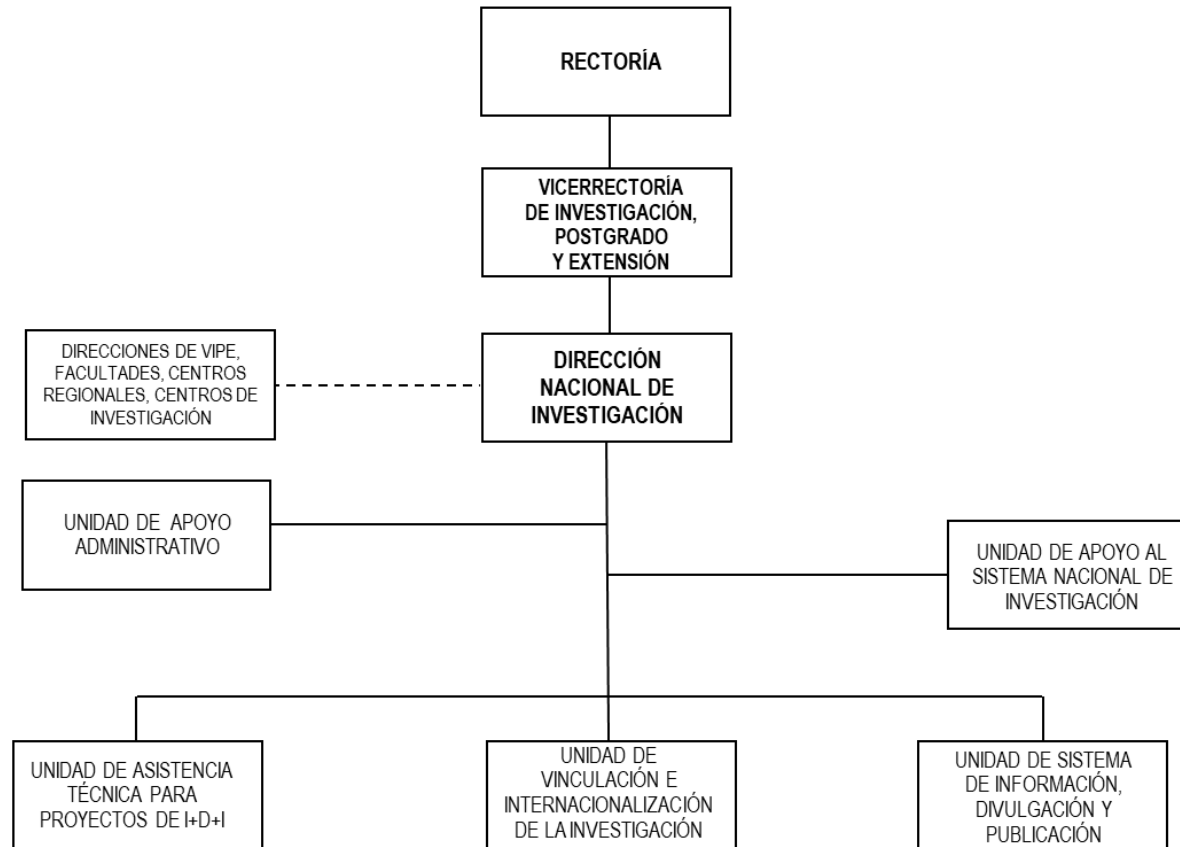 RECTORÍA
VICERRECTORÍA
DE INVESTIGACIÓN,
POSTGRADO
Y EXTENSIÓN
DIRECCIONES DE VIPE,
FACULTADES, CENTROS
REGIONALES, CENTROS DE
INVESTIGACIÓN
DIRECCIÓN
NACIONAL DE
INVESTIGACIÓN
UNIDAD DE APOYO
ADMINISTRATIVO
UNIDAD DE APOYO AL
SISTEMA NACIONAL DE
INVESTIGACIÓN
UNIDAD DE ASISTENCIA
TÉCNICA PARA
PROYECTOS DE I+D+I
UNIDAD DE
VINCULACIÓN E
INTERNACIONALIZACIÓN
DE LA INVESTIGACIÓN
UNIDAD DE SISTEMA
DE INFORMACIÓN,
DIVULGACIÓN Y
PUBLICACIÓN